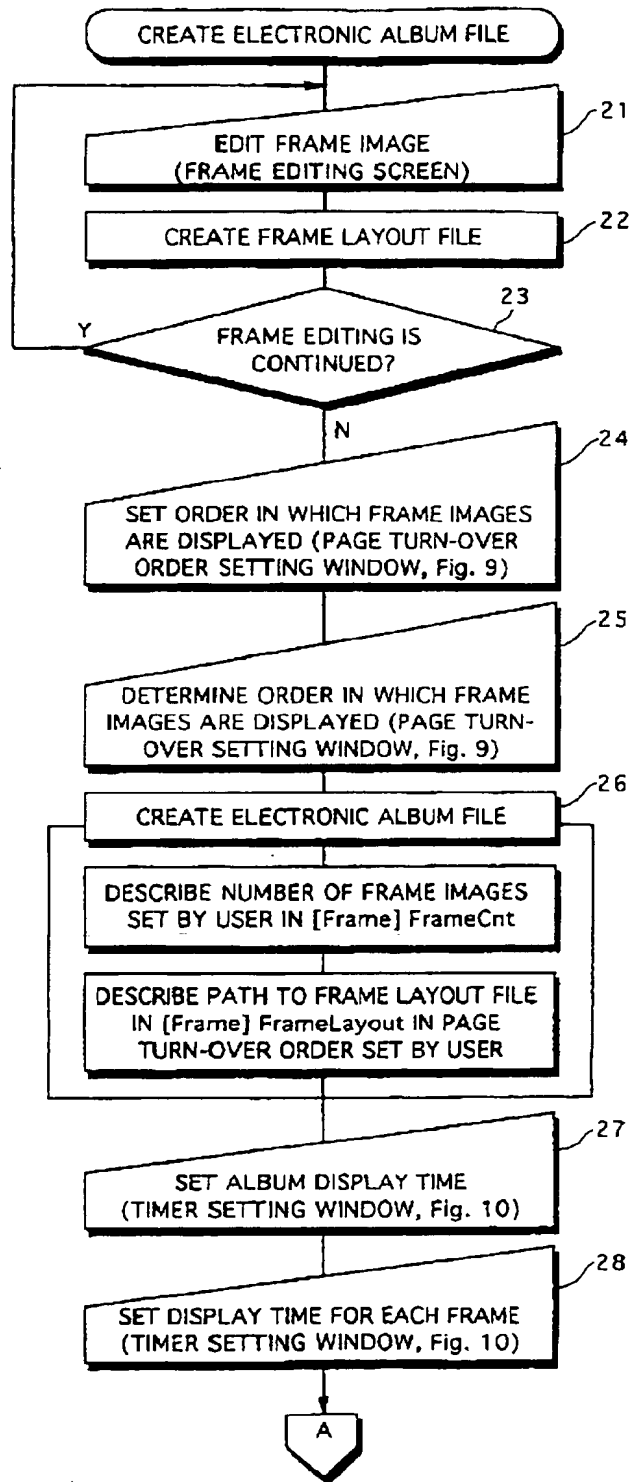 CREATE ELECTRONIC ALBUM FILE
21
EDIT FRAME IMAGE
(FRAME EDITING SCREEN)
22
CREATE FRAME LAYOUT FILE
23
Y
FRAME EDITING IS
CONTINUED?
N
24
SET ORDER IN WHICH FRAME IMAGES
ARE DISPLAYED (PAGE TURN-OVER
ORDER SETTING WINDOW, Fig. 9)
25
DETERMINE ORDER IN WHICH FRAME
IMAGES ARE DISPLAYED (PAGE TURN-
OVER SETTING WINDOW, Fig. 9)
26
CREATE ELECTRONIC ALBUM FILE
DESCRIBE NUMBER OF FRAME IMAGES
SET BY USER IN [Frame] FrameCnt
DESCRIBE PATH TO FRAME LAYOUT FILE
IN [Frame] FrameLayout IN PAGE
TURN-OVER ORDER SET BY USER
27
SET ALBUM DISPLAY TIME
(TIMER SETTING WINDOW, Fig. 10)
28
SET DISPLAY TIME FOR EACH FRAME
(TIMER SETTING WINDOW, Fig. 10)
A